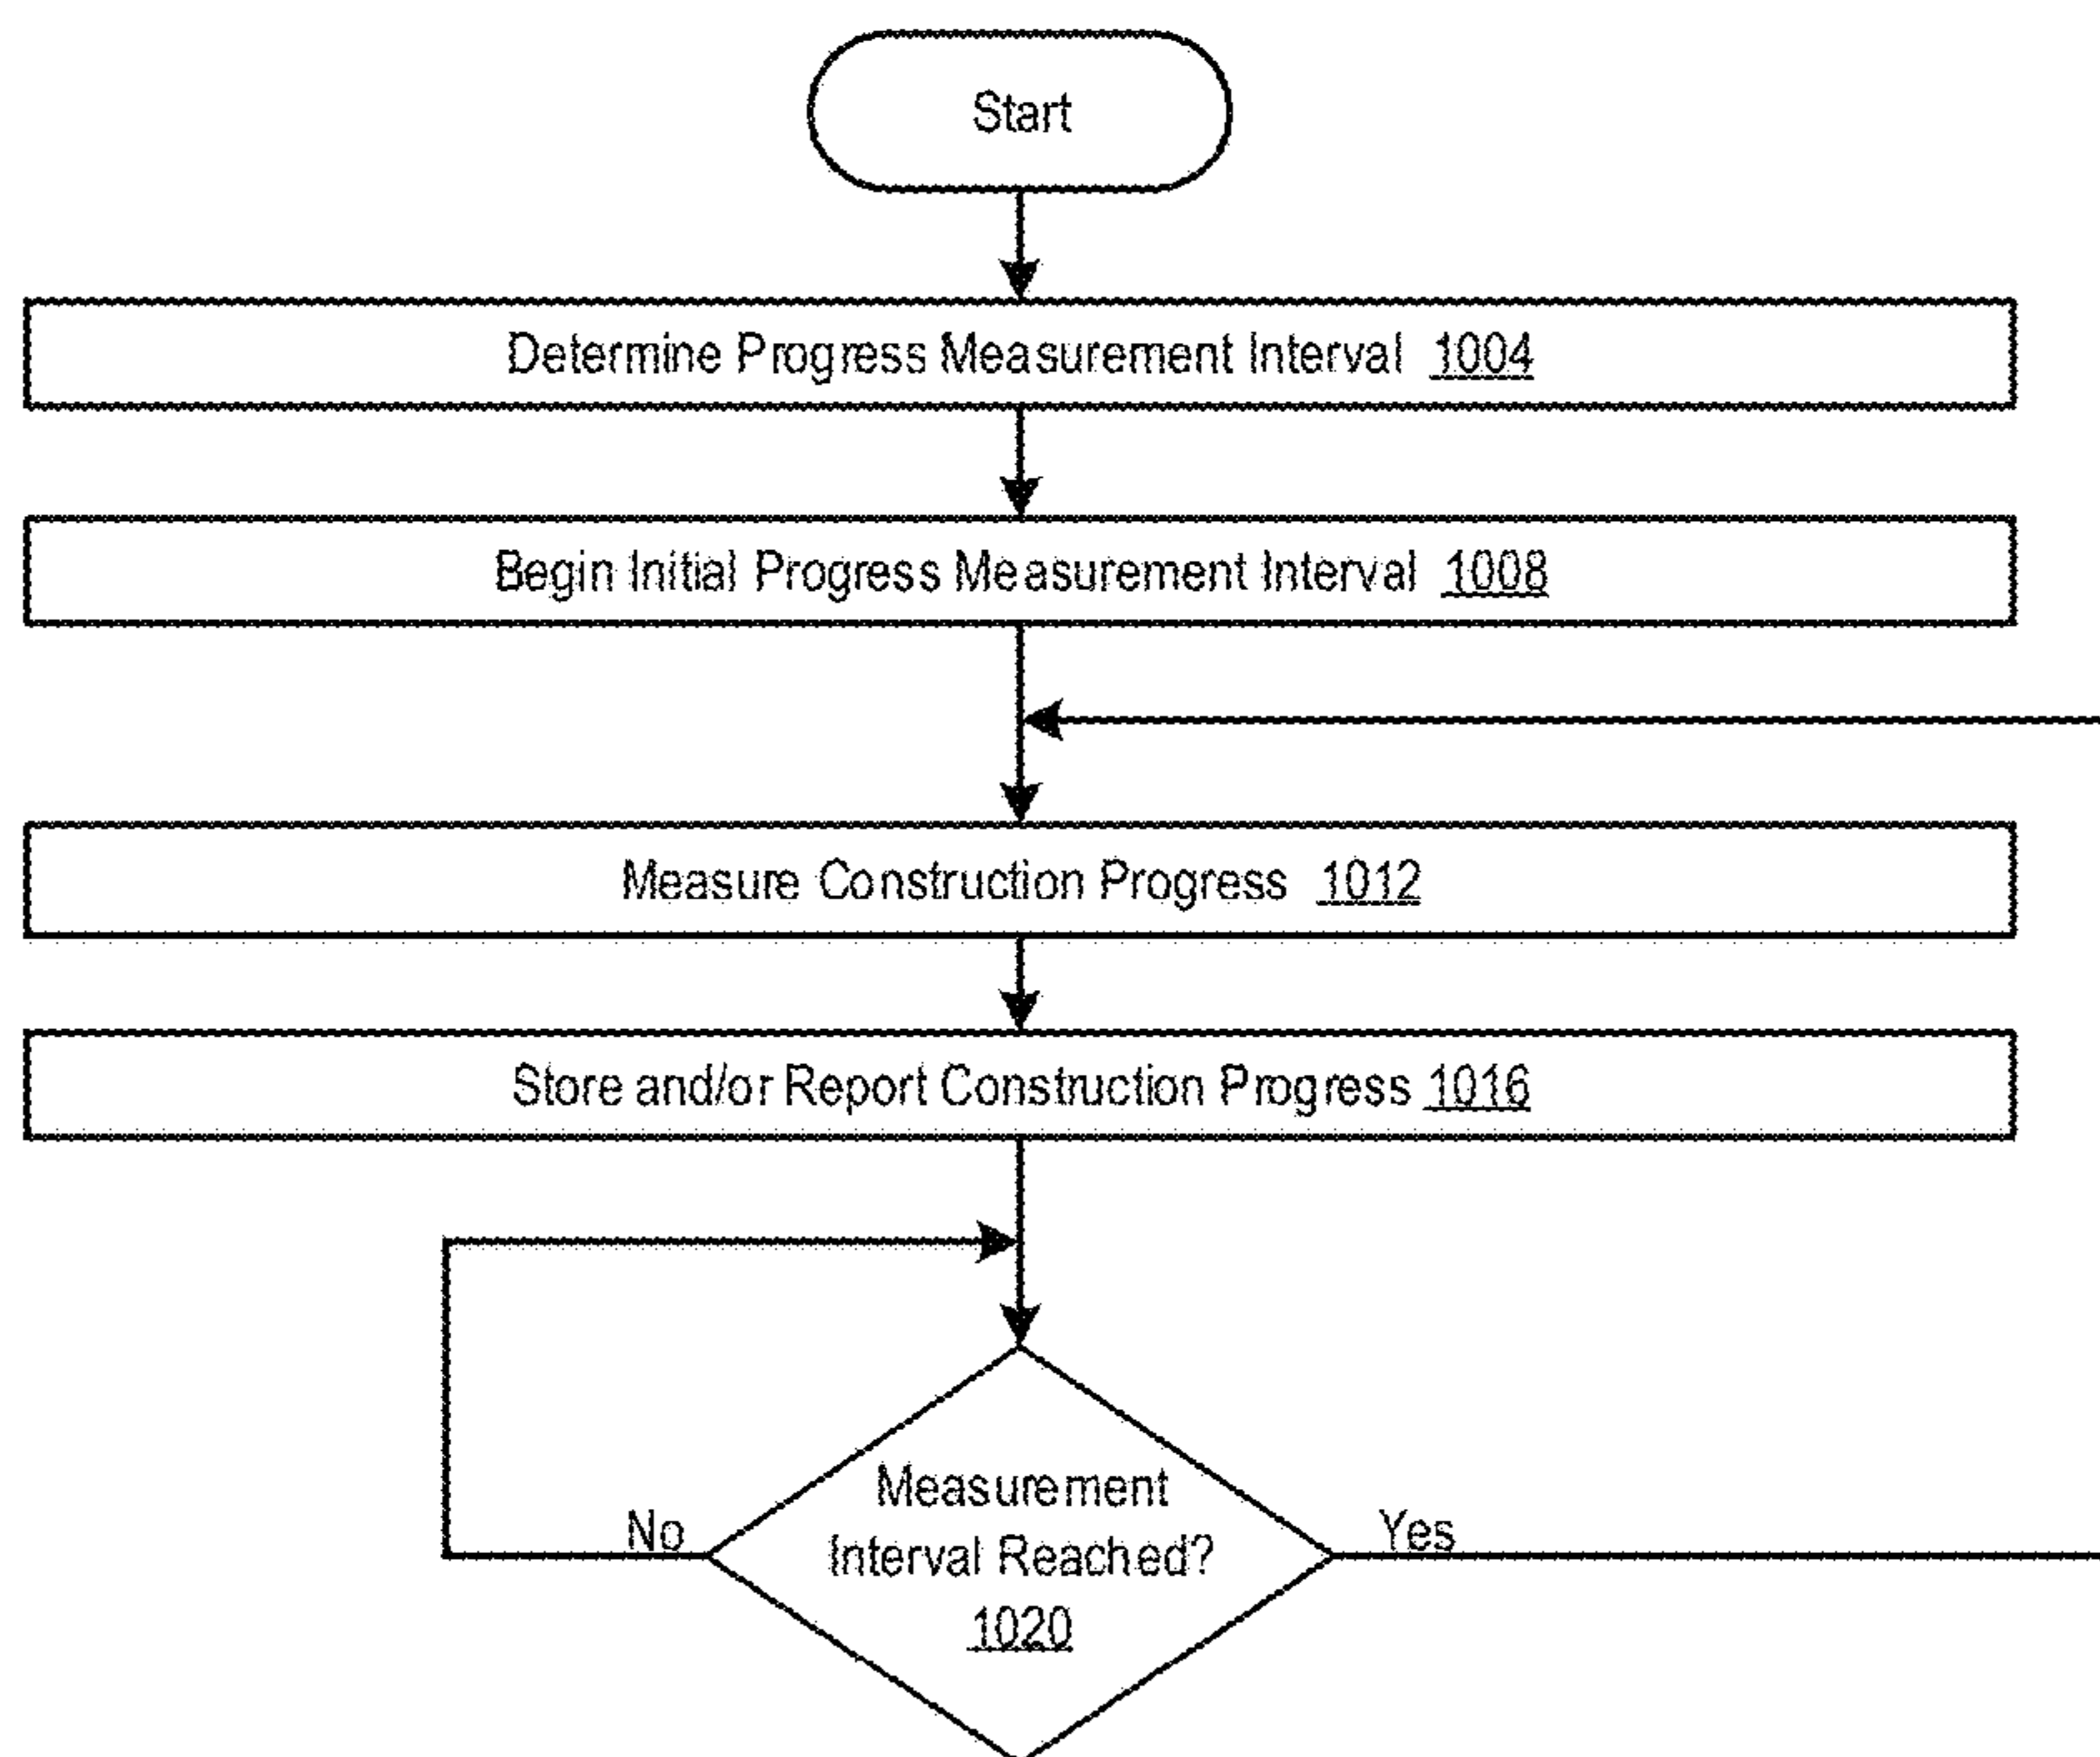 Start
Determine Progress Measurement Interval 1004
Begin Initial Progress Measurement Interval 1008
Measure Construction Progress 1012
Store and/or Report Construction Progress 1016
Measurement
No
Yes
Interval Reached?
1020